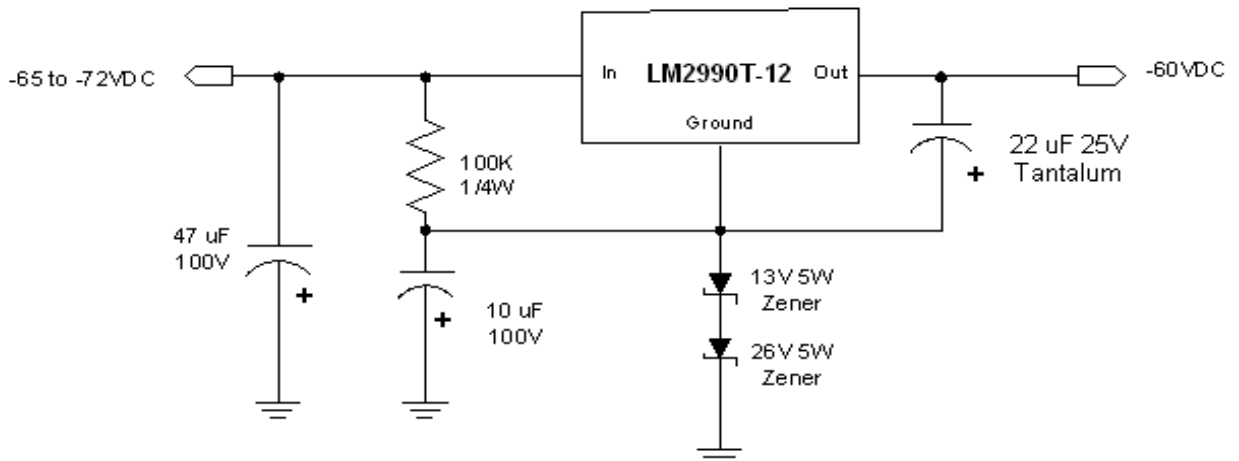 -65 to -72VDC
In
LM2990T-12
Out
Ground
-60VDC
100K
1/4W
22 uF 25V
Tantalum
+
47 uF
100V
+
10 uF
100V
+
13V 5W
Zener
26V 5W
Zener